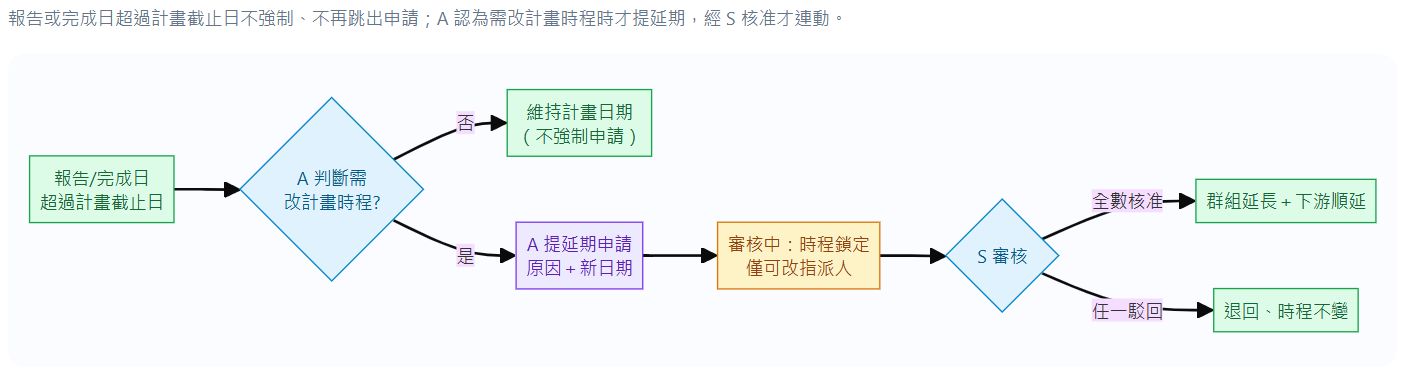 報告或完成日超過計畫截止日不強制、不再跳出申請；A 認為需改計畫時程時才提延期，經 S 核准才連動。
報告/完成日
超過計畫截止日
A 判斷需
改計畫時程?
否
維持計畫日期
（不強制申請）
是
A 提延期申請
原因＋新日期
審核中：時程鎖定
僅可改指派人
S 審核
全數核准
群組延長＋下游順延
任一駁回
退回、時程不變